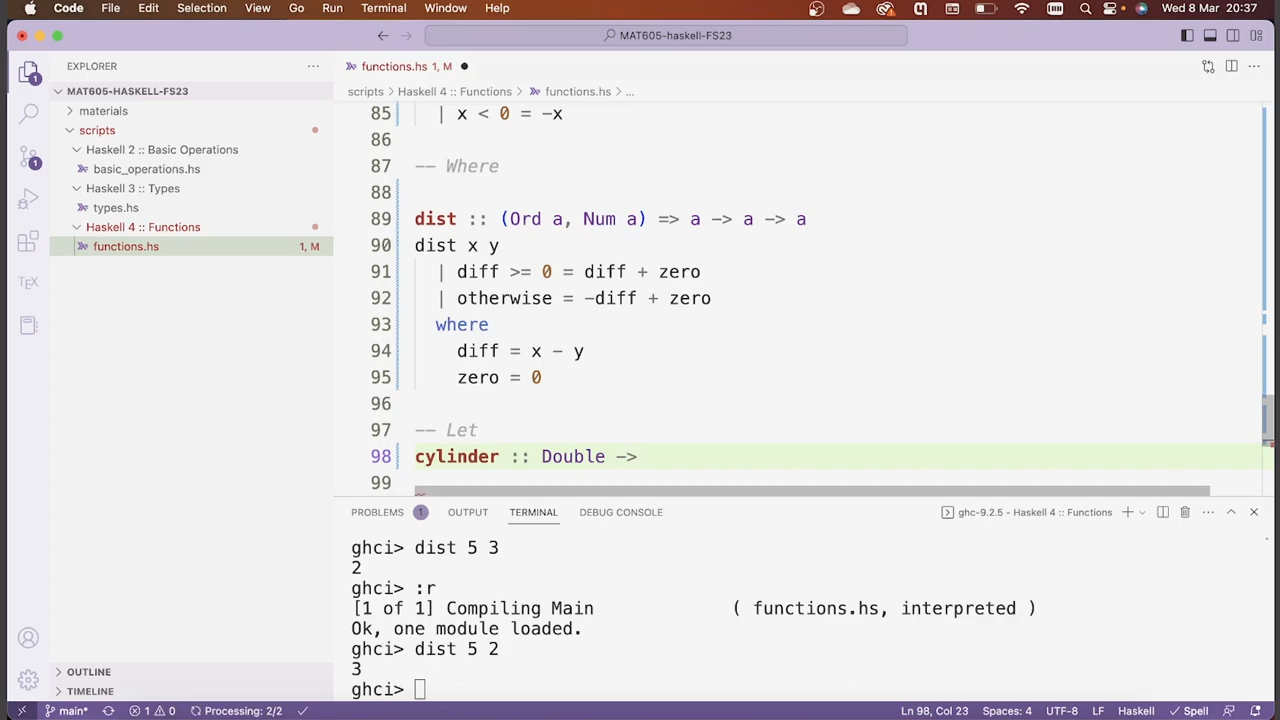 Code File Edit Selection View Go Run Terminal Window Help Wed 8 Mar 20:37
MAT605-haskell-FS23
EXPLORER
functions.hs 1, M
MAT605-HASKELL-FS23
scripts > Haskell 4 :: Functions > functions.hs > ...
materials
scripts
Haskell 2 :: Basic Operations
basic_operations.hs
Haskell 3 :: Types
types.hs
Haskell 4 :: Functions
functions.hs 1, M
85 | x < 0 = -x
86
87 -- Where
88
89 dist :: (Ord a, Num a) => a -> a -> a
90 dist x y
91 | diff >= 0 = diff + zero
92 | otherwise = -diff + zero
93 where
94 diff = x - y
95 zero = 0
96
97 -- Let
98 cylinder :: Double ->
99
PROBLEMS 1 OUTPUT TERMINAL DEBUG CONSOLE ghc-9.2.5 - Haskell 4 :: Functions
ghci> dist 5 3
2
ghci> :r
[1 of 1] Compiling Main ( functions.hs, interpreted )
Ok, one module loaded.
ghci> dist 5 2
3
ghci>
TEX
1
1
OUTLINE
TIMELINE
main* 1 0 Processing: 2/2 Ln 98, Col 23 Spaces: 4 UTF-8 LF Haskell Spell